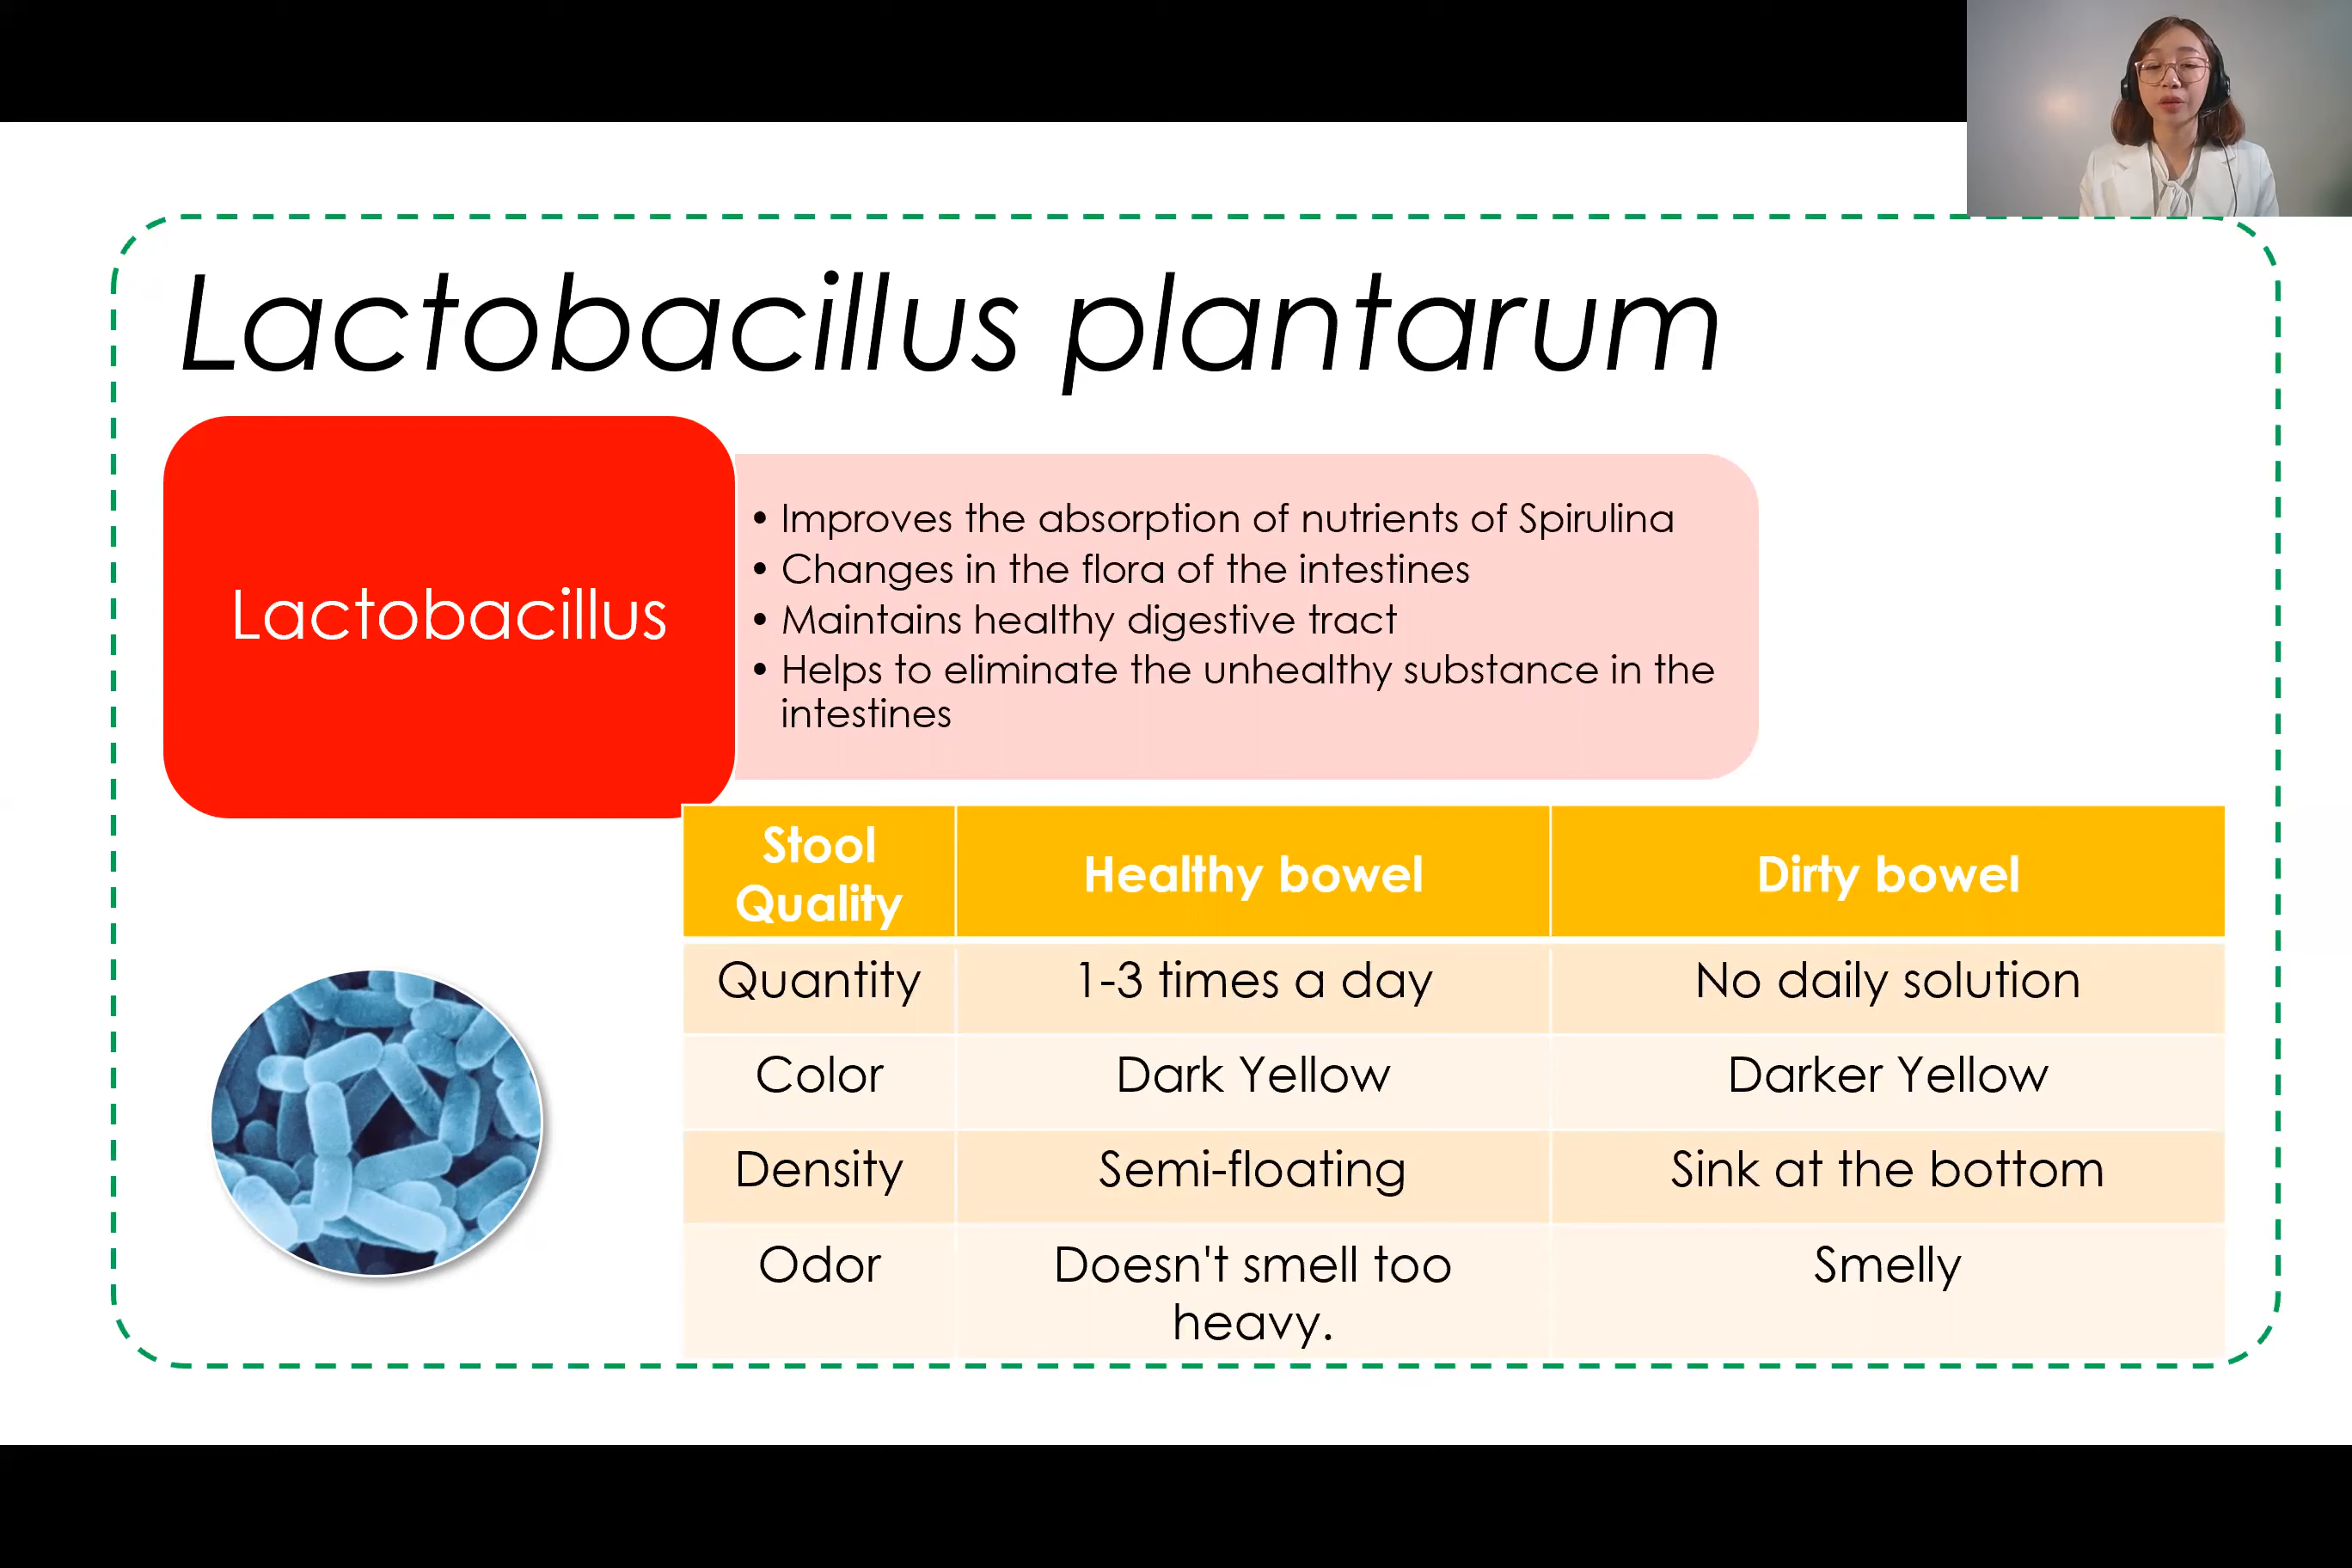 Lactobacillus plantarum
Lactobacillus
• Improves the absorption of nutrients of Spirulina
• Changes in the flora of the intestines
• Maintains healthy digestive tract
• Helps to eliminate the unhealthy substance in the
intestines
Stool
Quality
Healthy bowel
Dirty bowel
Quantity
1-3 times a day
No daily solution
Color
Dark Yellow
Darker Yellow
Density
Semi-floating
Sink at the bottom
Odor
Doesn't smell too
heavy.
Smelly